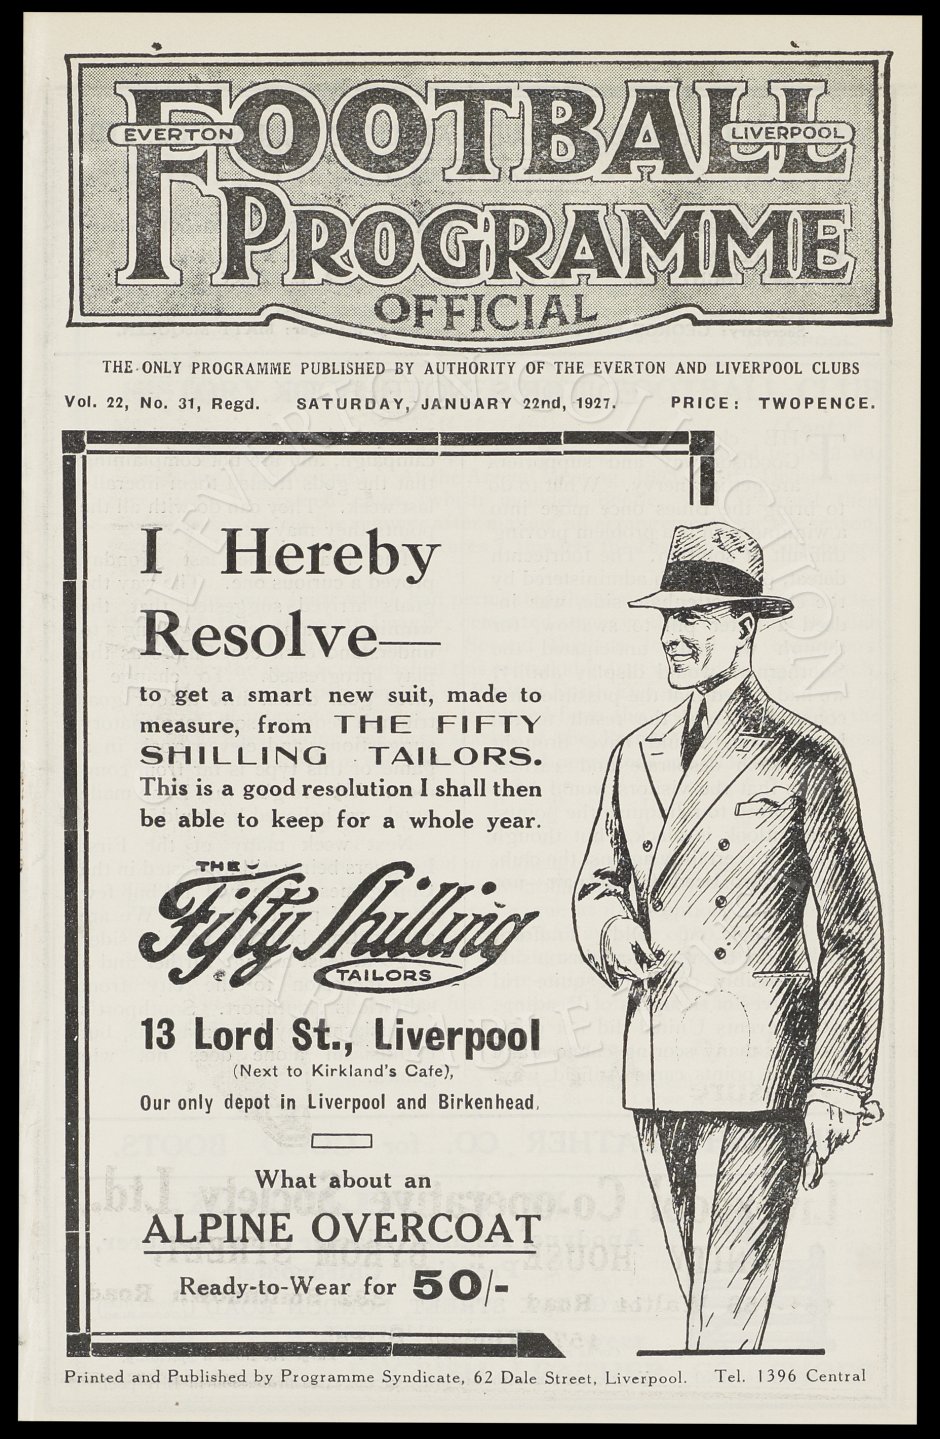 FOOTBALL
EVERTON
LIVERPOOL
PROGRAMME
OFFICIAL
THE ONLY PROGRAMME PUBLISHED BY AUTHORITY OF THE EVERTON AND LIVERPOOL CLUBS
Vol. 22, No. 31, Regd. SATURDAY, JANUARY 22nd, 1927. PRICE: TWOPENCE.
I Hereby
Resolve—
to get a smart new suit, made to
measure, from THE FIFTY
SHILLING TAILORS.
This is a good resolution I shall then
be able to keep for a whole year.
THE
Fifty Shilling
TAILORS
13 Lord St., Liverpool
(Next to Kirkland's Cafe),
Our only depot in Liverpool and Birkenhead.
What about an
ALPINE OVERCOAT
Ready-to-Wear for 50/-
Printed and Published by Programme Syndicate, 62 Dale Street, Liverpool. Tel. 1396 Central
THE EVERTON COLLECTION
CHARITABLE TRUST